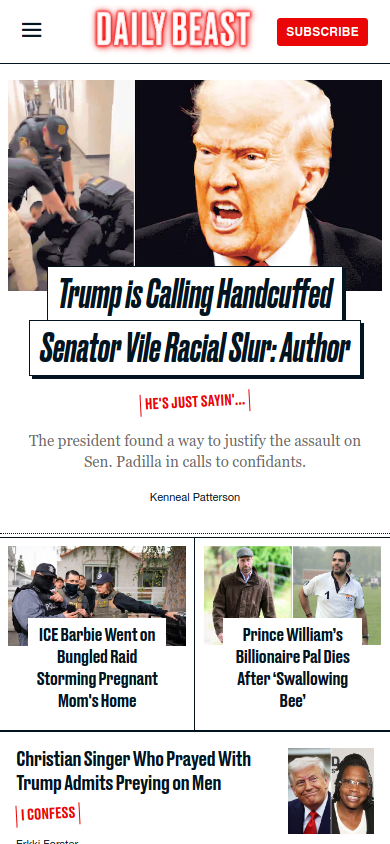 DAILY BEAST
SUBSCRIBE
Trump is Calling Handcuffed
Senator Vile Racial Slur: Author
HE'S JUST SAYIN'...
The president found a way to justify the assault on
Sen. Padilla in calls to confidants.
Kenneal Patterson
ICE Barbie Went on
Bungled Raid
Storming Pregnant
Mom's Home
Prince William's
Billionaire Pal Dies
After ‘Swallowing
Bee’
1
Christian Singer Who Prayed With
Trump Admits Preying on Men
I CONFESS